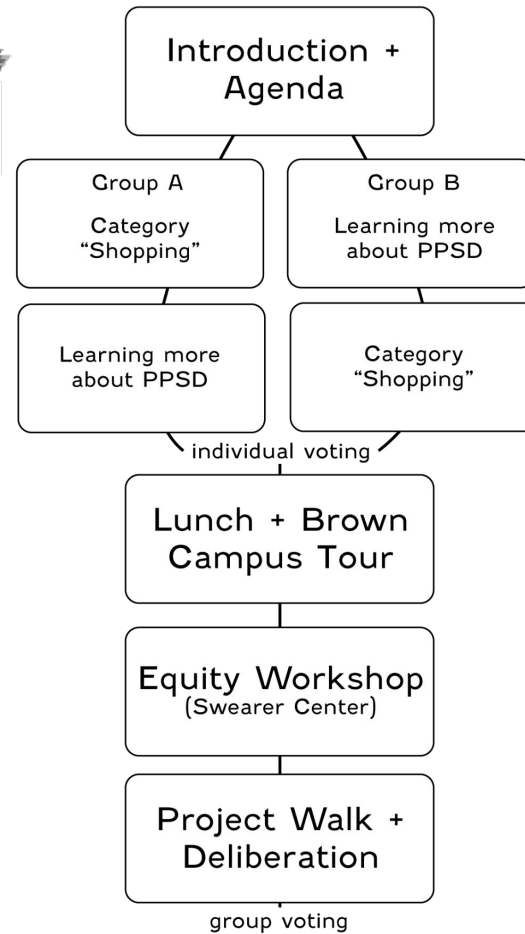 Introduction +
Agenda
Group A
Category
“Shopping”
Group B
Learning more
about PPSD
Learning more
about PPSD
Category
“Shopping”
individual voting
Lunch + Brown
Campus Tour
Equity Workshop
(Swearer Center)
Project Walk +
Deliberation
group voting